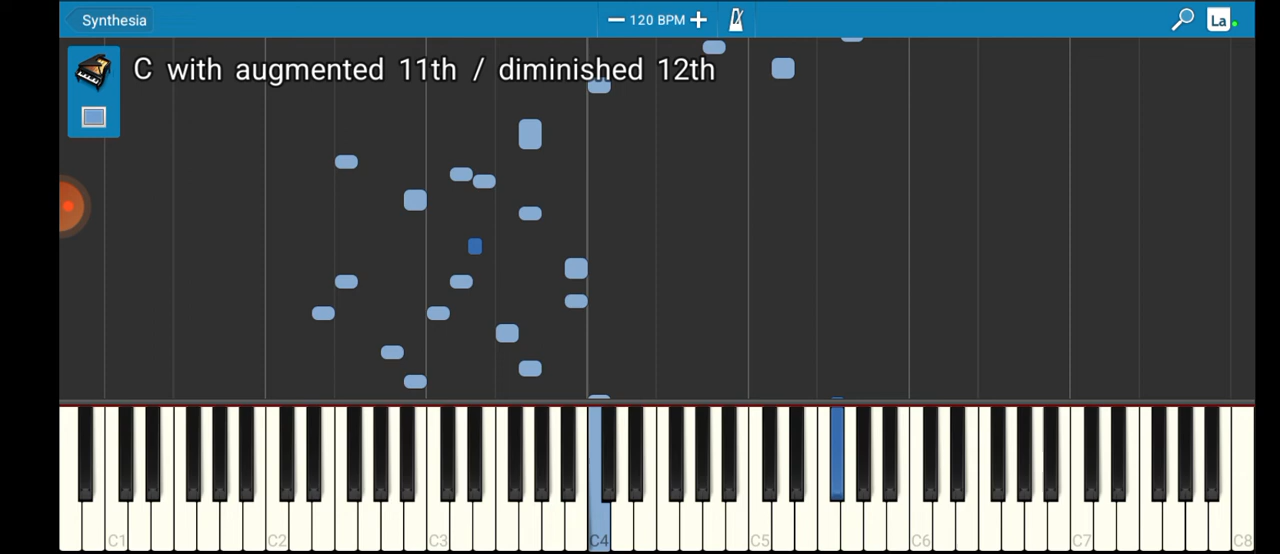 Synthesia
120 BPM
La
C with augmented 11th / diminished 12th
C1 C2 C3 C4 C5 C6 C7 C8